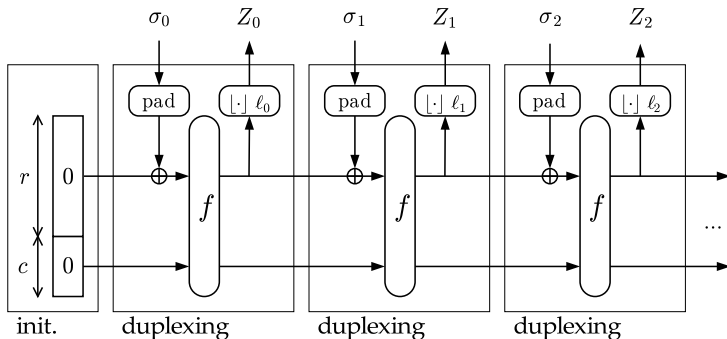 σ₀ Z₀ σ₁ Z₁ σ₂ Z₂
pad ⌊·⌋ ℓ₀ pad ⌊·⌋ ℓ₁ pad ⌊·⌋ ℓ₂
r 0
f f f
...
c 0
init. duplexing duplexing duplexing